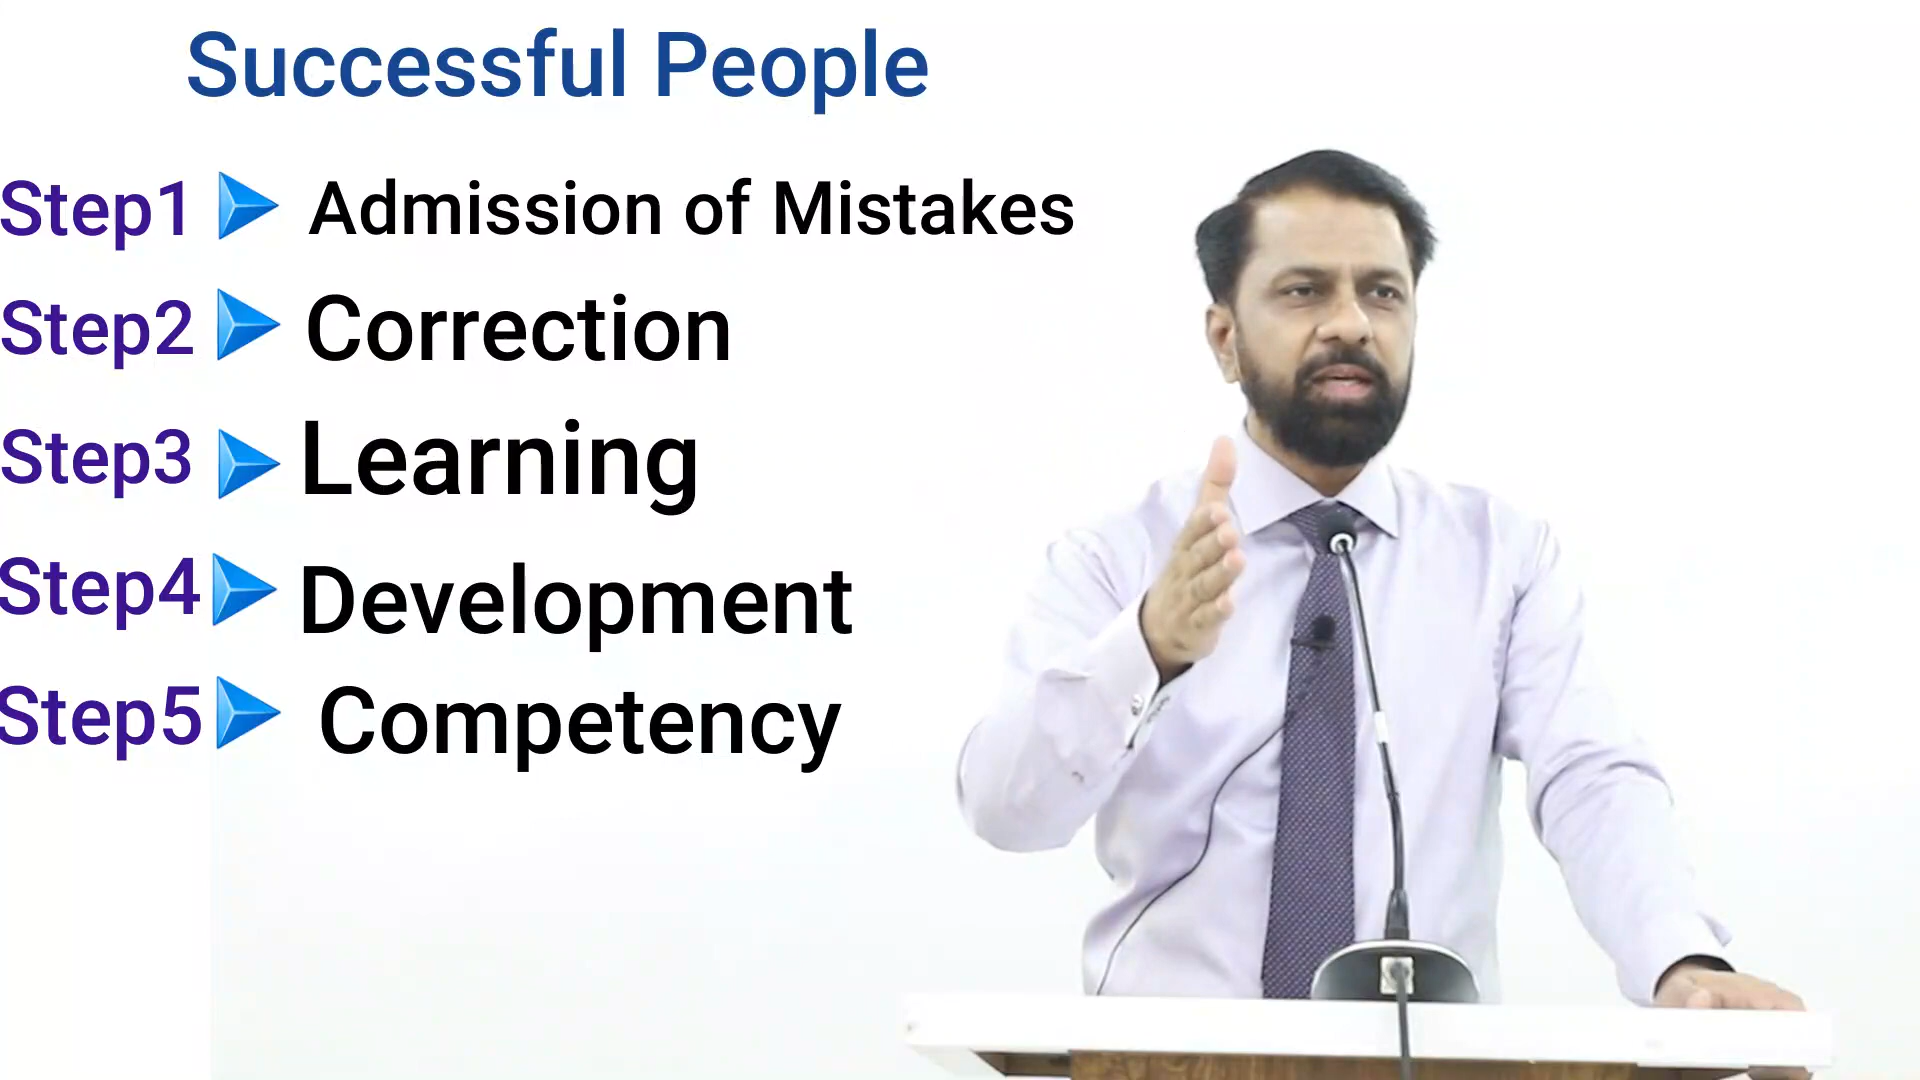 Successful People
Step1 Admission of Mistakes
Step2 Correction
Step3 Learning
Step4 Development
Step5 Competency